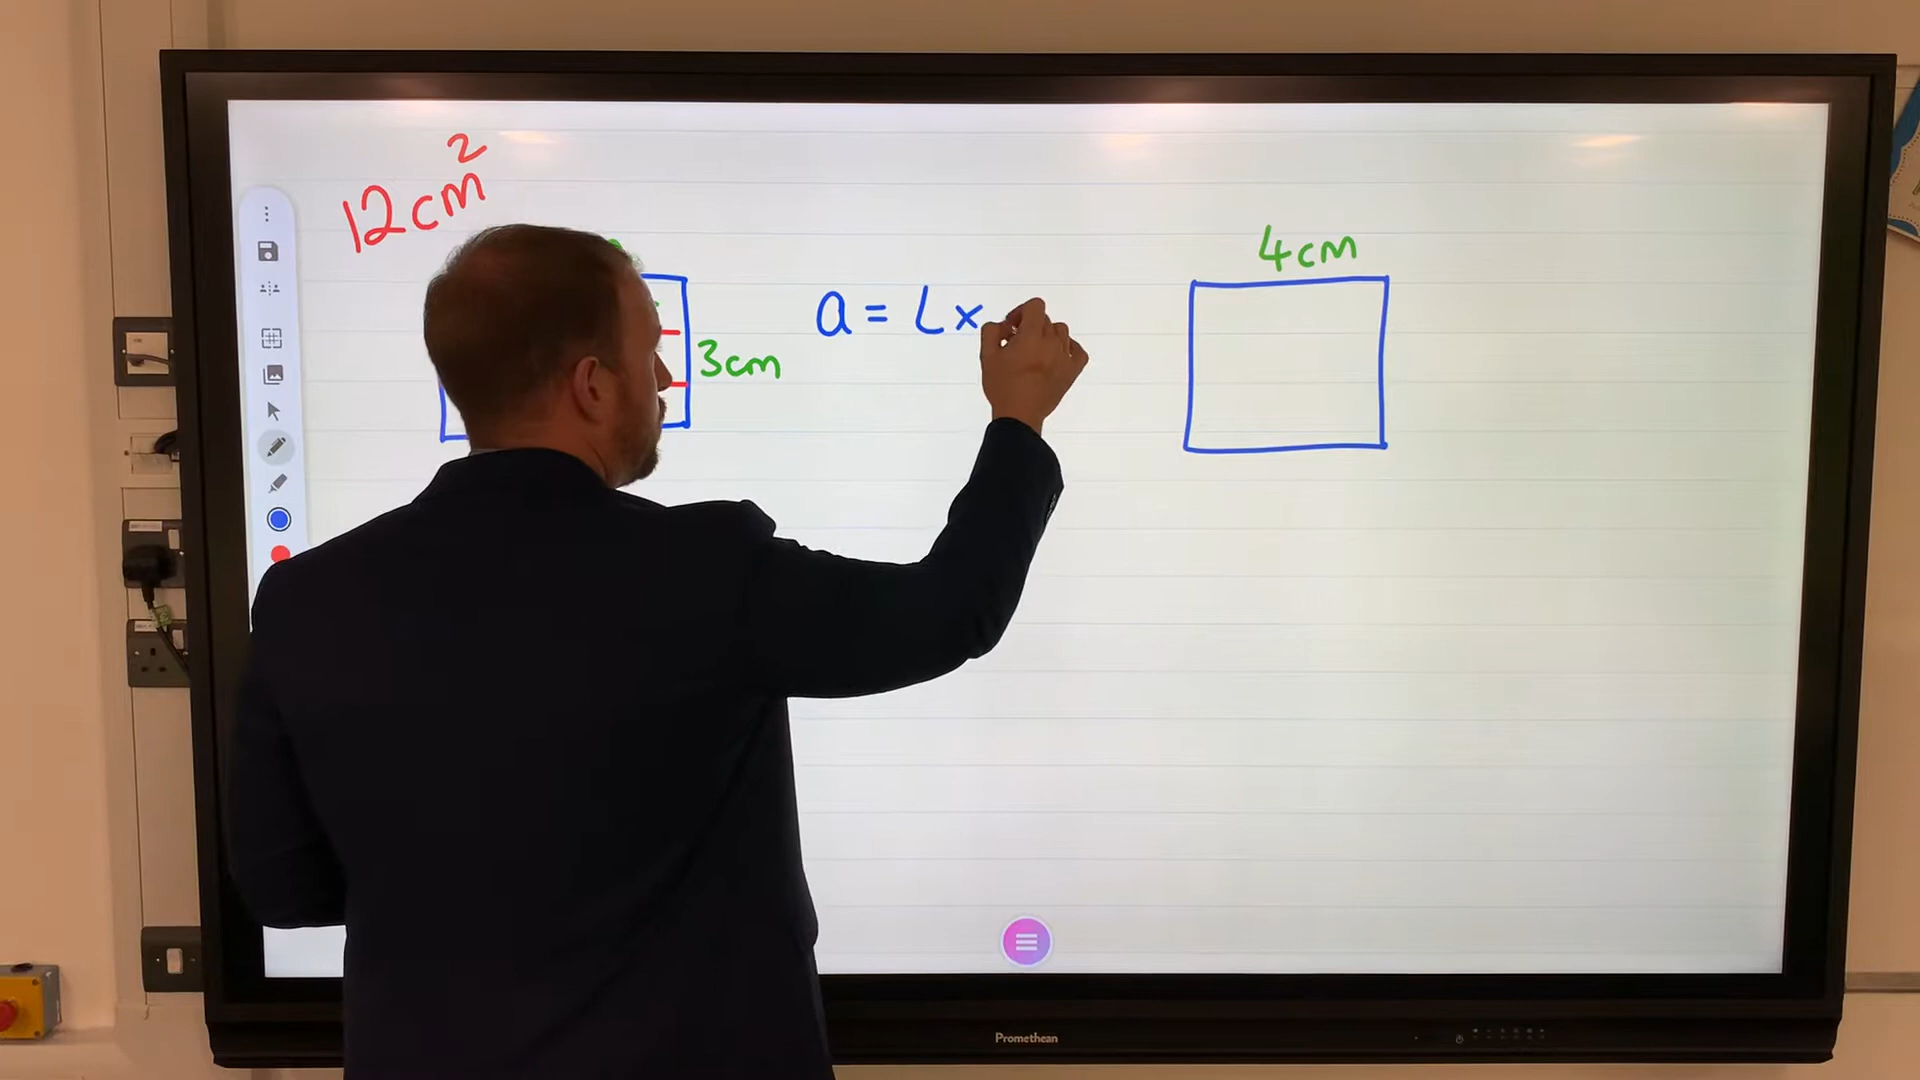 12cm²
4cm
a = L x
3cm
Promethean